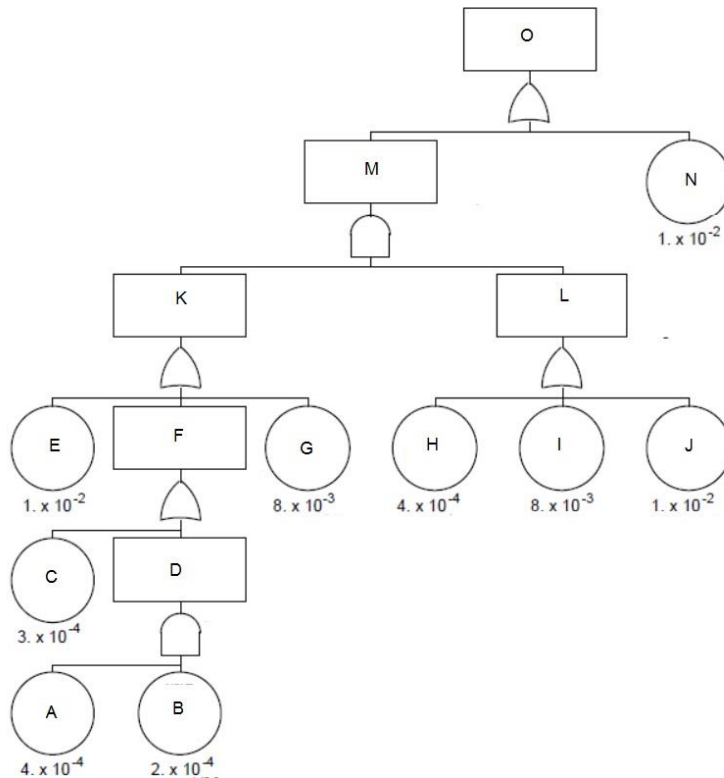 O
M
N
1. x 10-2
K
L
E
F
G
H
I
J
1. x 10-2
8. x 10-3
4. x 10-4
8. x 10-3
1. x 10-2
C
D
3. x 10-4
A
B
4. x 10-4
2. x 10-4